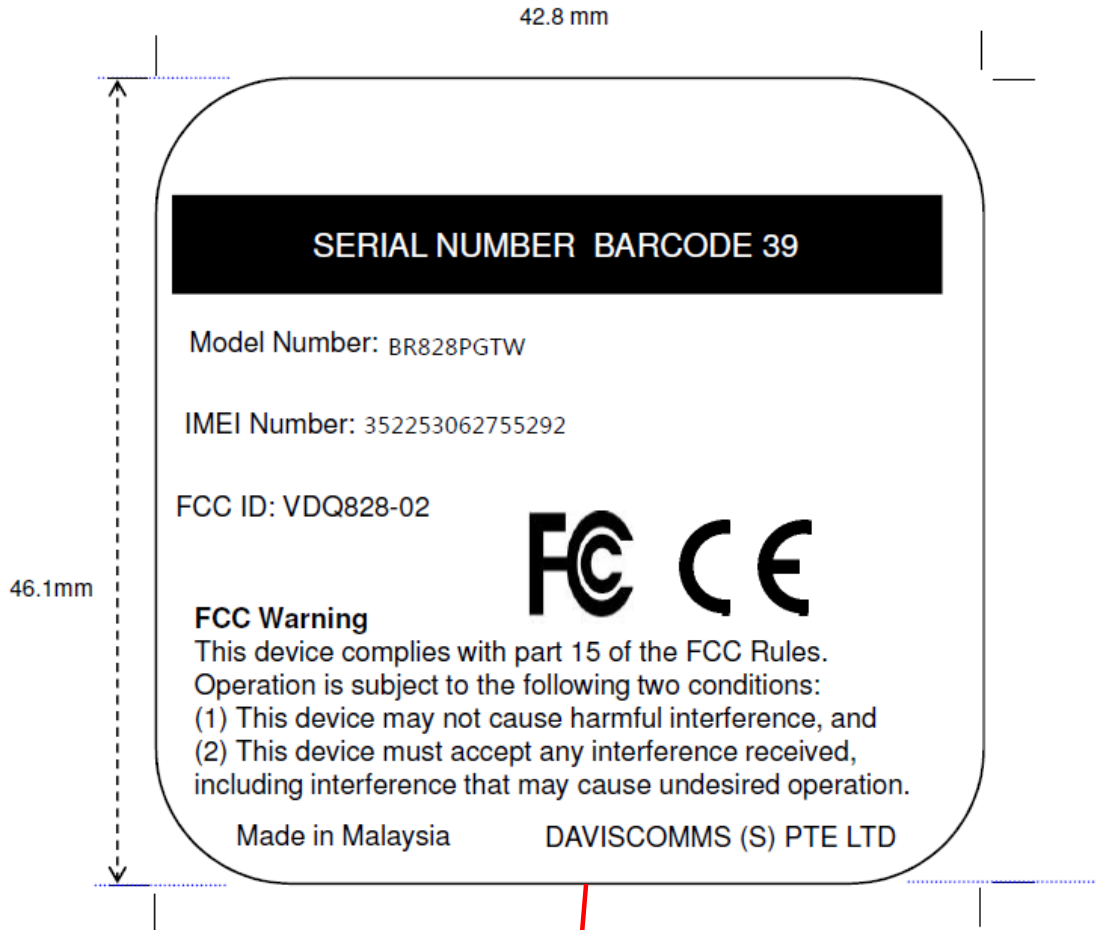 42.8 mm
SERIAL NUMBER  BARCODE 39
Model Number: BR828PGTW
IMEI Number: 352253062755292
FCC ID: VDQ828-02
FC CE
46.1mm
FCC Warning
This device complies with part 15 of the FCC Rules.
Operation is subject to the following two conditions:
(1) This device may not cause harmful interference, and
(2) This device must accept any interference received,
including interference that may cause undesired operation.
Made in Malaysia DAVISCOMMS (S) PTE LTD